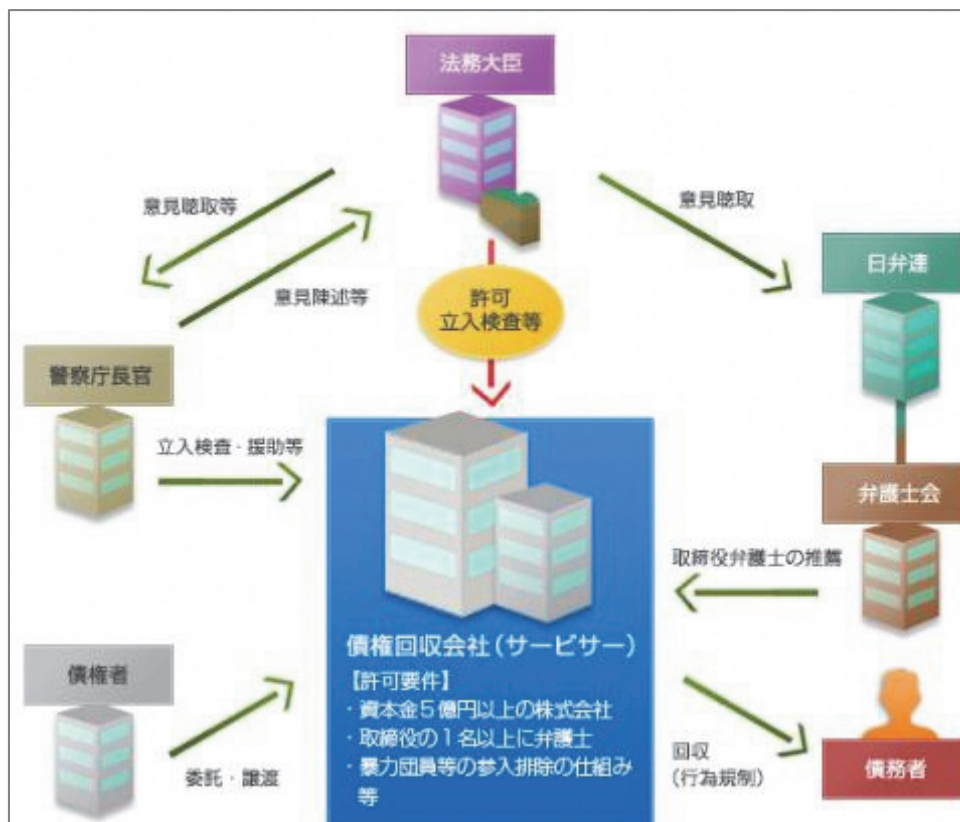 法務大臣
意見聴取等
意見聴取
意見陳述等
許可
立入検査等
日弁連
警察庁長官
立入検査・援助等
弁護士会
取締役弁護士の推薦
債権回収会社(サービサー)
【許可要件】
・資本金5億円以上の株式会社
・取締役の1名以上に弁護士
・暴力団員等の参入排除の仕組み
等
債権者
委託・譲渡
回収
(行為規制)
債務者